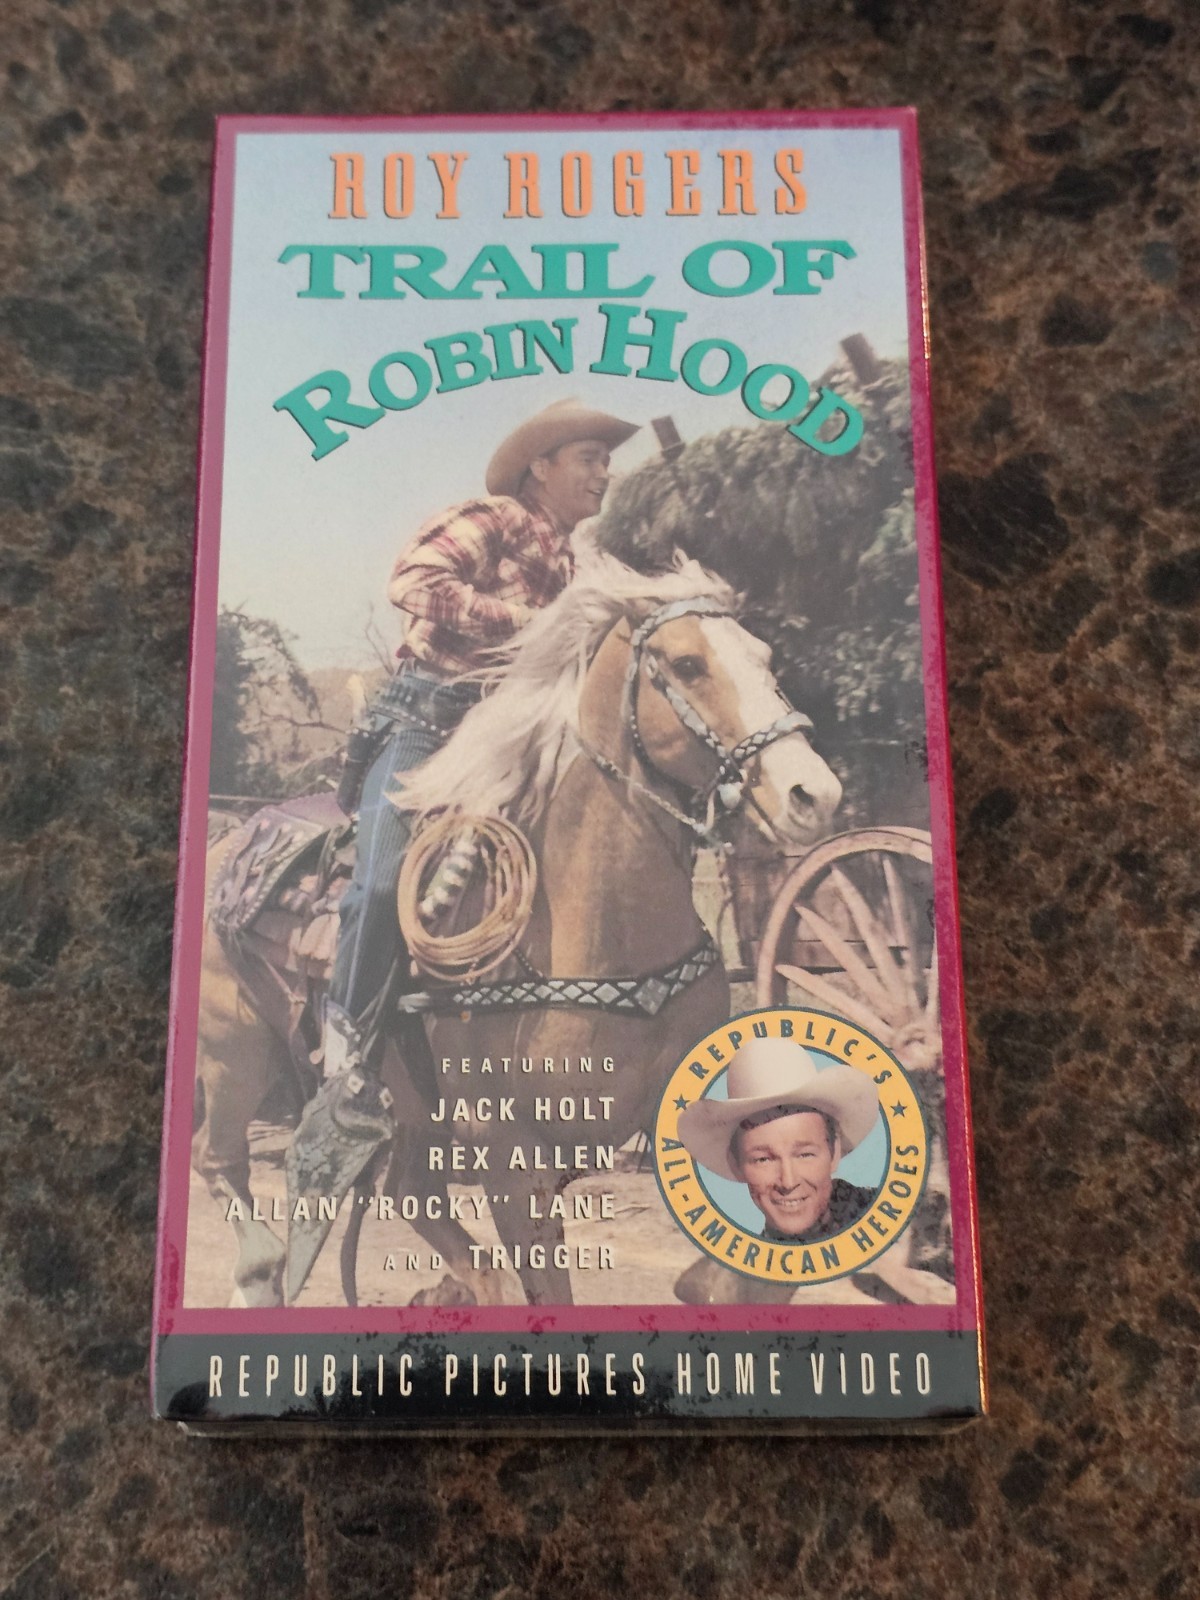 ROY ROGERS
TRAIL OF
ROBIN HOOD
FEATURING
JACK HOLT
REX ALLEN
ALLAN "ROCKY" LANE
AND TRIGGER
REPUBLIC'S
ALL-AMERICAN HEROES
REPUBLIC PICTURES HOME VIDEO